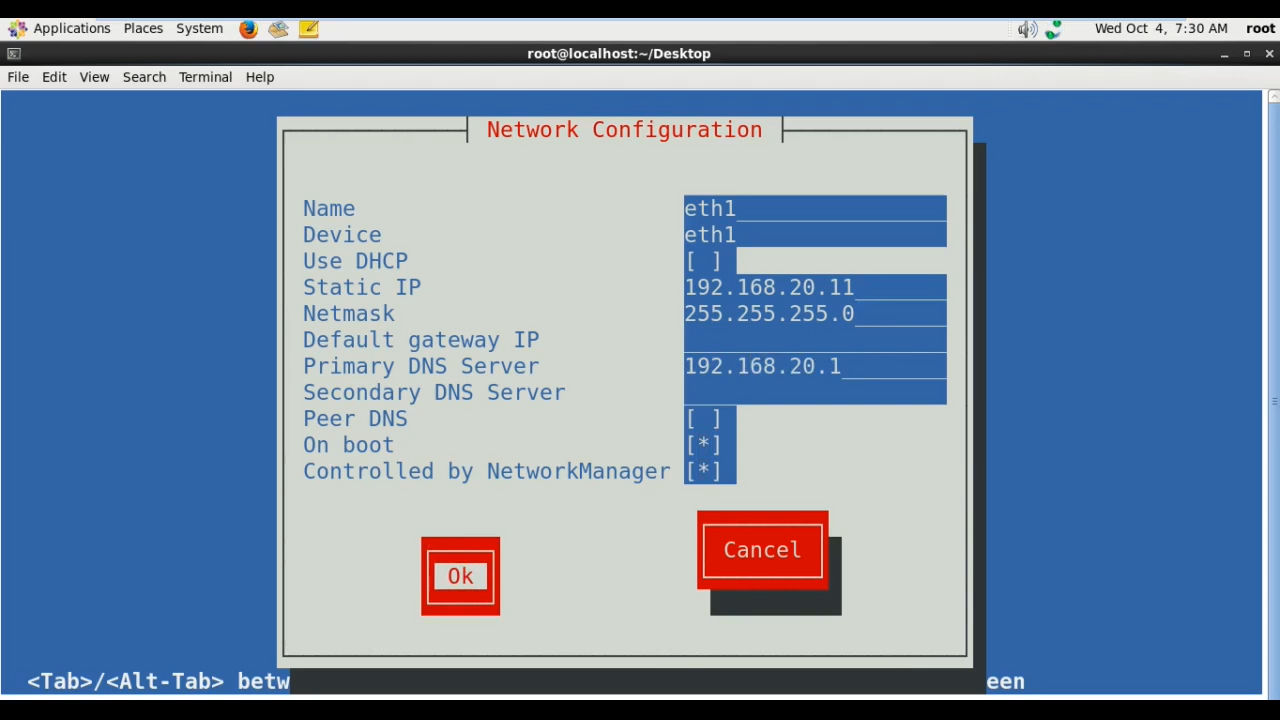 Applications Places System Wed Oct 4, 7:30 AM root
root@localhost:~/Desktop
File Edit View Search Terminal Help
Network Configuration
Name eth1
Device eth1
Use DHCP [ ]
Static IP 192.168.20.11
Netmask 255.255.255.0
Default gateway IP
Primary DNS Server 192.168.20.1
Secondary DNS Server
Peer DNS [ ]
On boot [*]
Controlled by NetworkManager [*]
Ok Cancel
<Tab>/<Alt-Tab> betw een